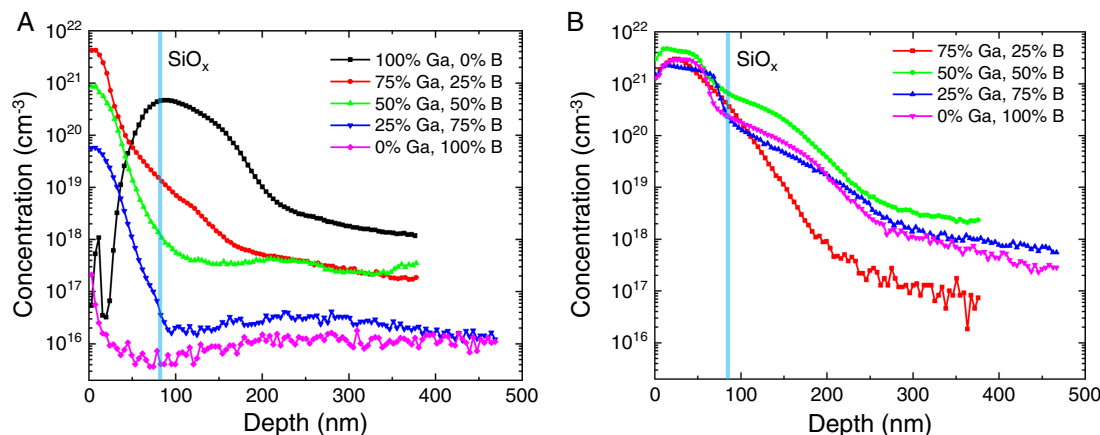 A
Concentration (cm-3)
10^22
10^21
10^20
10^19
10^18
10^17
10^16
SiOx
100% Ga, 0% B
75% Ga, 25% B
50% Ga, 50% B
25% Ga, 75% B
0% Ga, 100% B
0 100 200 300 400 500
Depth (nm)
B
Concentration (cm-3)
10^22
10^21
10^20
10^19
10^18
10^17
10^16
SiOx
75% Ga, 25% B
50% Ga, 50% B
25% Ga, 75% B
0% Ga, 100% B
0 100 200 300 400 500
Depth (nm)